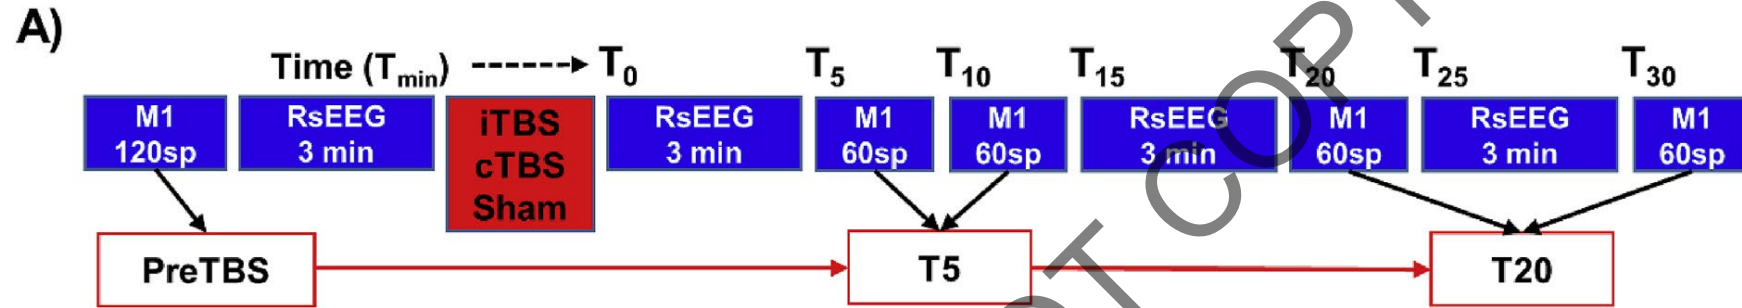 A)
Time (Tmin) ------> T0 T5 T10 T15 T20 T25 T30
M1 RsEEG iTBS RsEEG M1 M1 RsEEG M1 RsEEG M1
120sp 3 min cTBS 3 min 60sp 60sp 3 min 60sp 3 min 60sp
Sham
PreTBS T5 T20
T COP